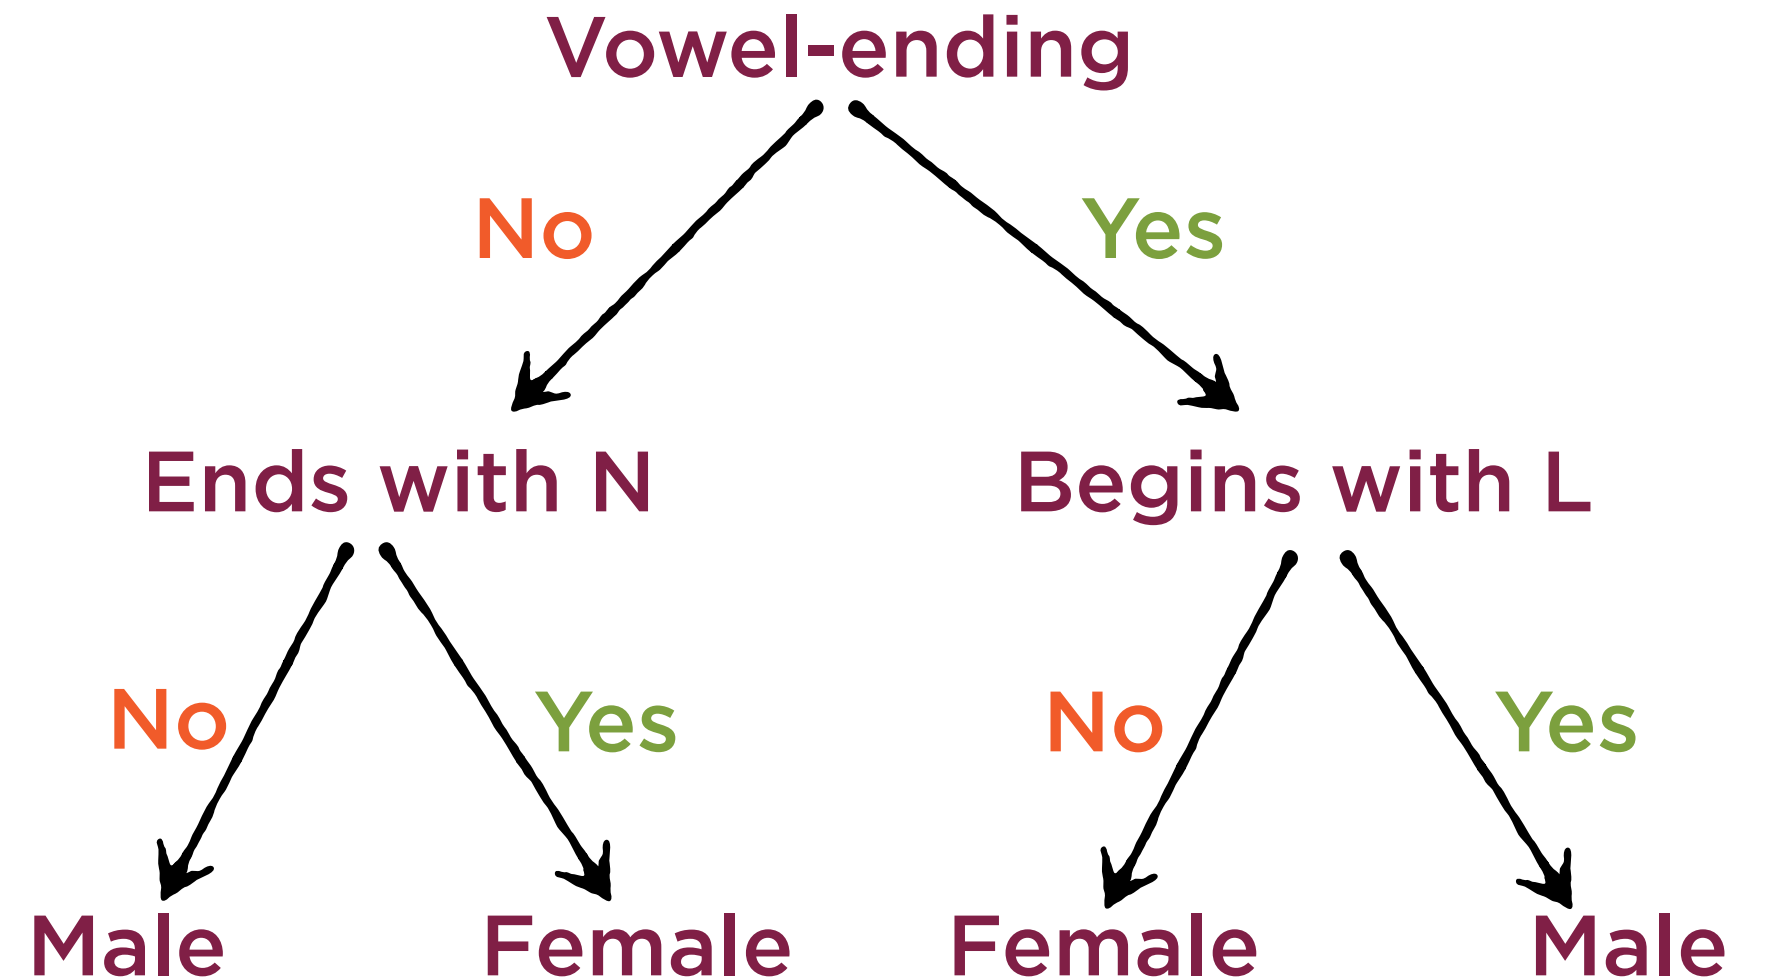 Vowel-ending
No
Yes
Ends with N
Begins with L
No
Yes
No
Yes
Male
Female
Female
Male